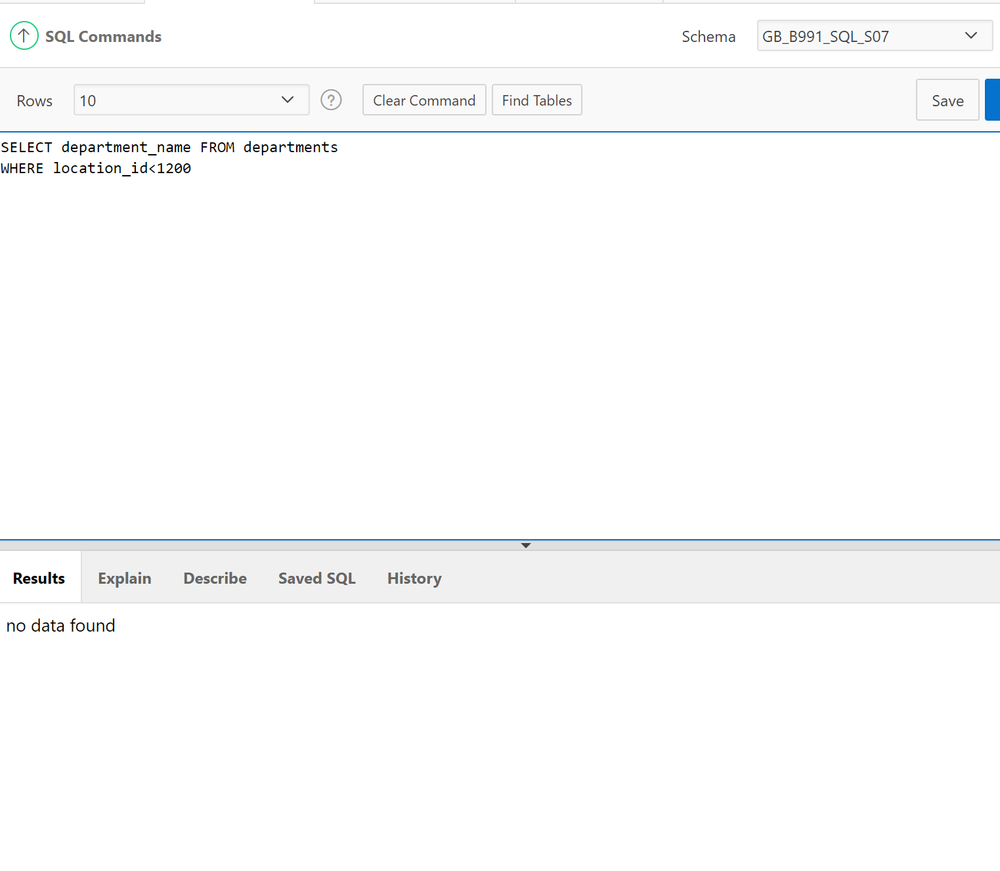 SQL Commands
Schema
GB_B991_SQL_S07
Rows
10
?
Clear Command
Find Tables
Save
SELECT department_name FROM departments
WHERE location_id<1200
Results
Explain
Describe
Saved SQL
History
no data found